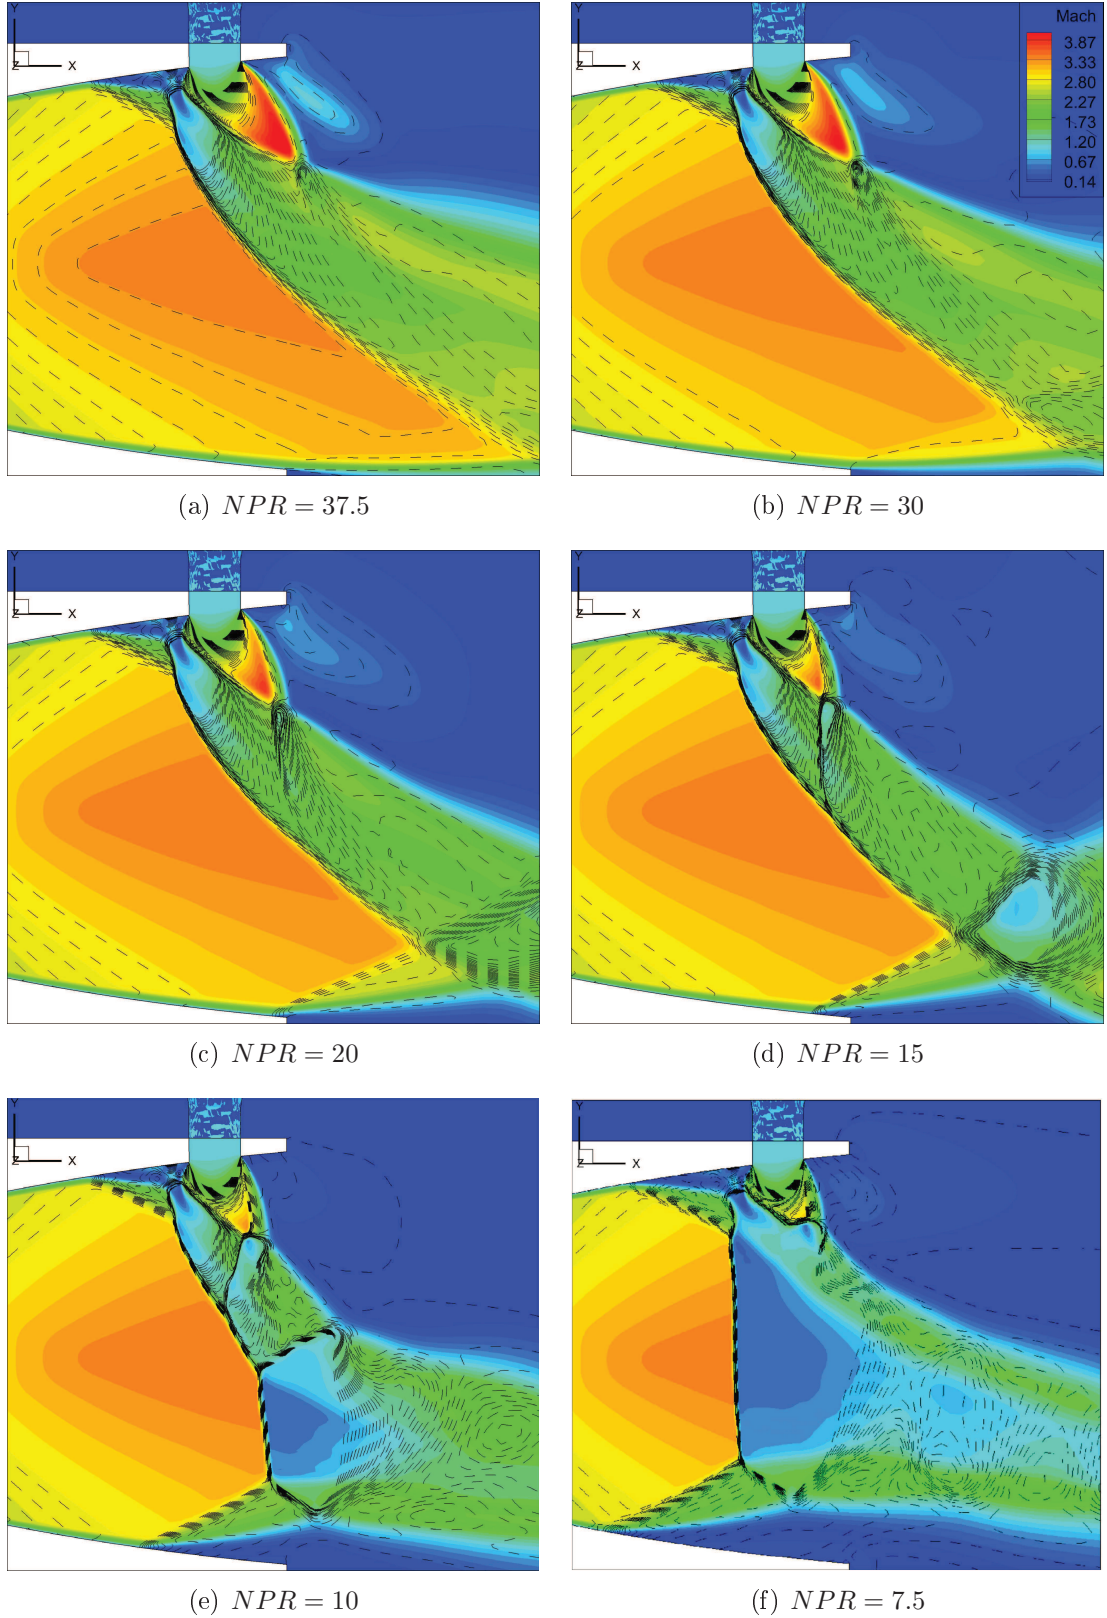 Y
Z
X
(a) NPR = 37.5
Y
Z
X
Mach
3.87
3.33
2.80
2.27
1.73
1.20
0.67
0.14
(b) NPR = 30
Y
Z
X
(c) NPR = 20
Y
Z
X
(d) NPR = 15
Y
Z
X
(e) NPR = 10
Y
Z
X
(f) NPR = 7.5